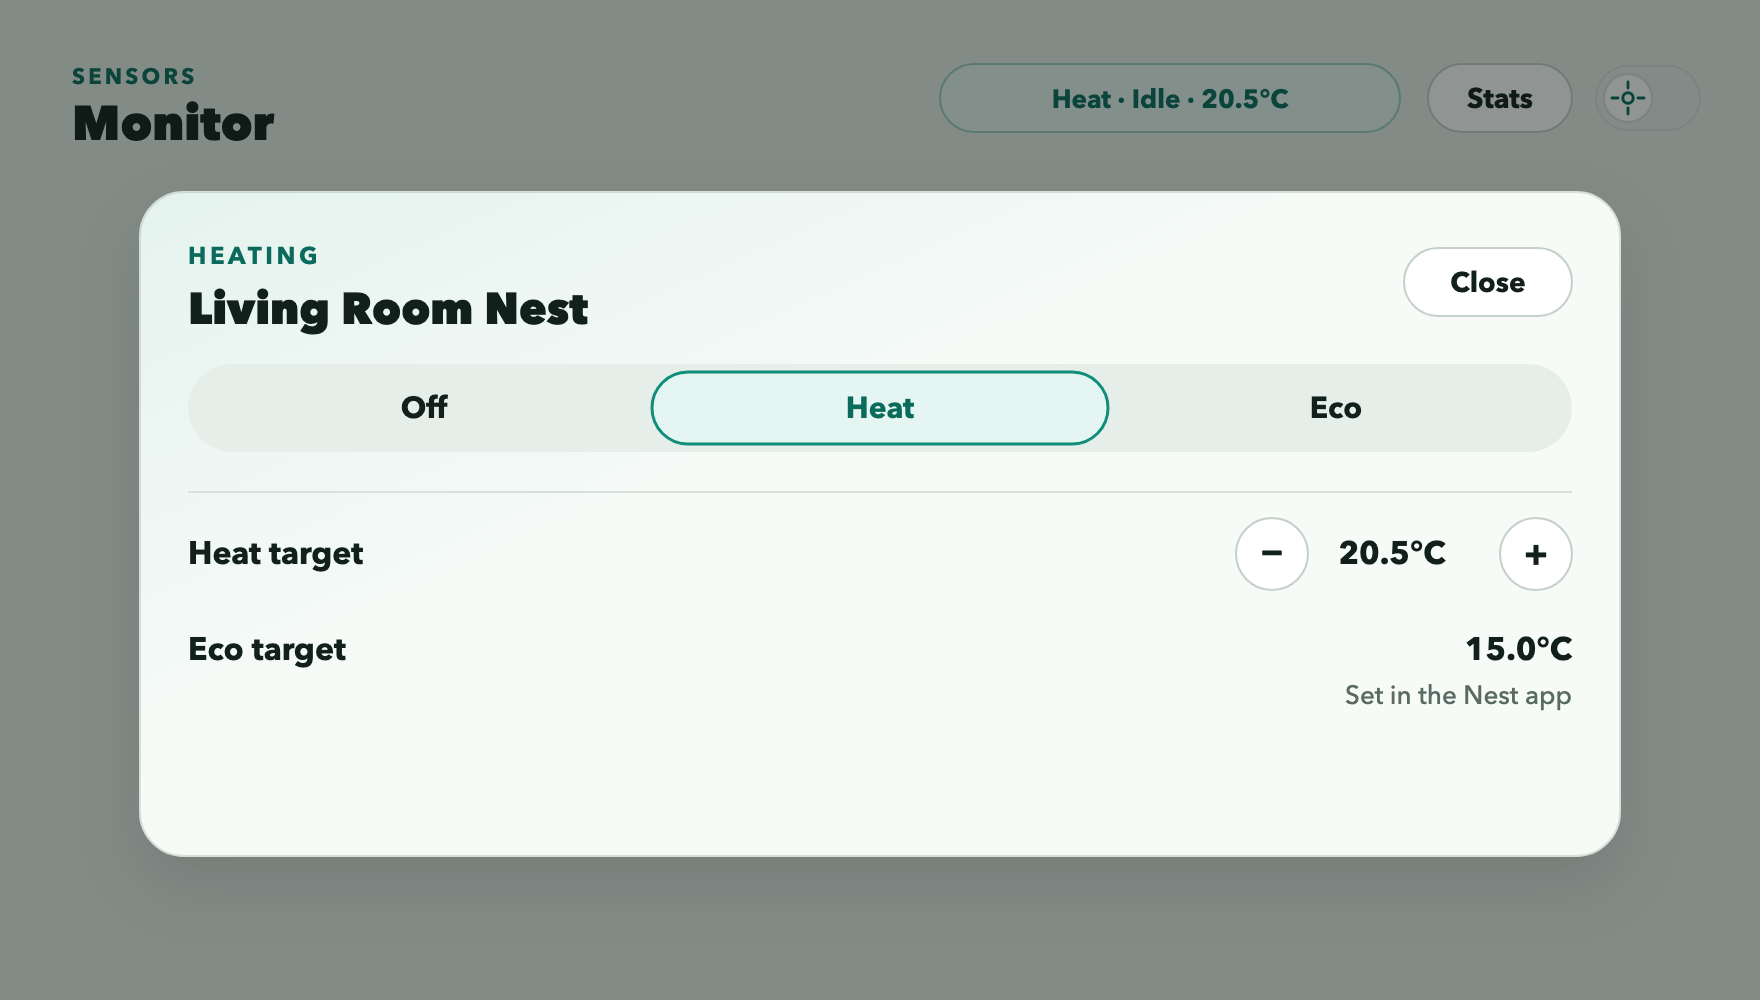 SENSORS
Monitor
Heat · Idle · 20.5°C
Stats
HEATING
Living Room Nest
Close
Off
Heat
Eco
Heat target
− 20.5°C +
Eco target
15.0°C
Set in the Nest app